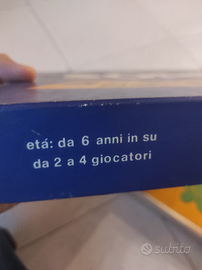 etá: da 6 anni in su
da 2 a 4 giocatori
subito